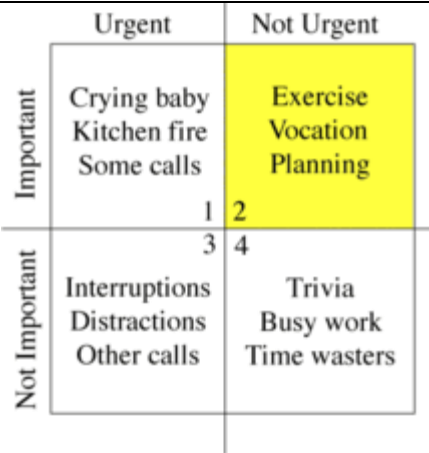 Urgent
Not Urgent
Important
Crying baby
Kitchen fire
Some calls
1
Exercise
Vocation
Planning
2
Not Important
3
Interruptions
Distractions
Other calls
4
Trivia
Busy work
Time wasters